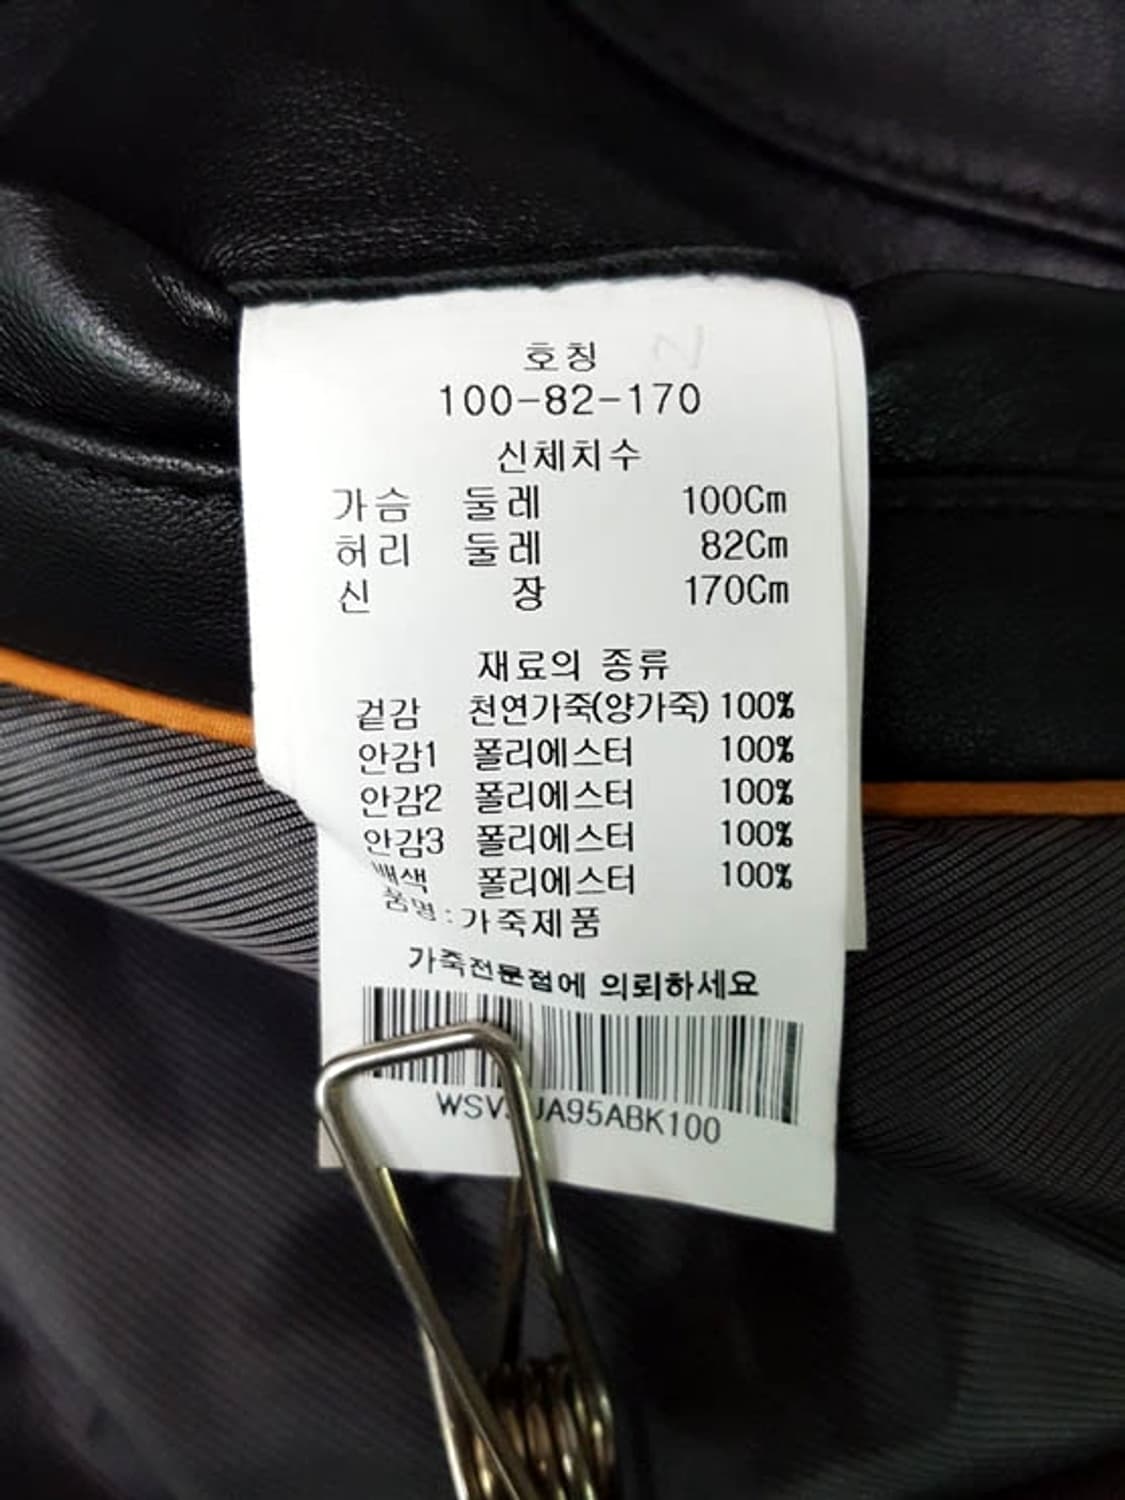 호칭
100-82-170
신체치수
가슴 둘레 100Cm
허리 둘레 82Cm
신 장 170Cm
재료의 종류
겉감 천연가죽(양가죽) 100%
안감1 폴리에스터 100%
안감2 폴리에스터 100%
안감3 폴리에스터 100%
배색 폴리에스터 100%
품명 : 가죽제품
가죽전문점에 의뢰하세요